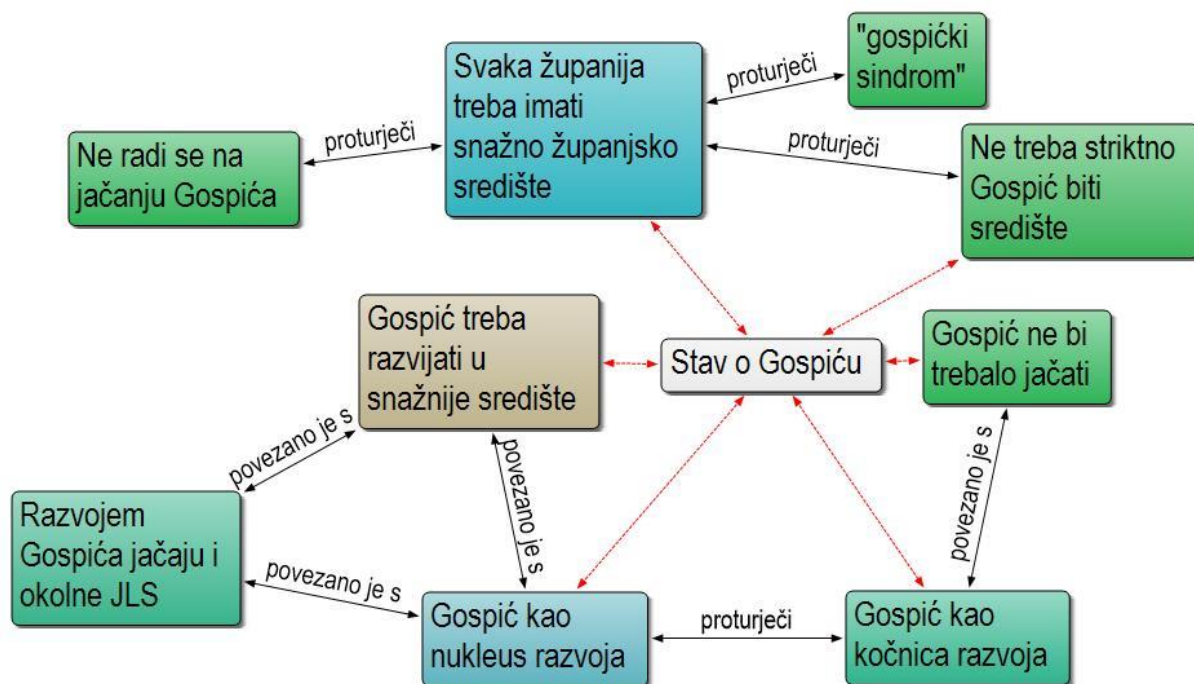 "gospićki
sindrom"
proturječi
Svaka županija
treba imati
snažno županjsko
središte
proturječi
Ne radi se na
jačanju Gospića
proturječi
Ne treba striktno
Gospić biti
središte
Gospić treba
razvijati u
snažnije središte
Stav o Gospiću
Gospić ne bi
trebalo jačati
povezano je s
povezano je s
povezano je s
Razvojem
Gospića jačaju i
okolne JLS
povezano je s
Gospić kao
nukleus razvoja
proturječi
Gospić kao
kočnica razvoja